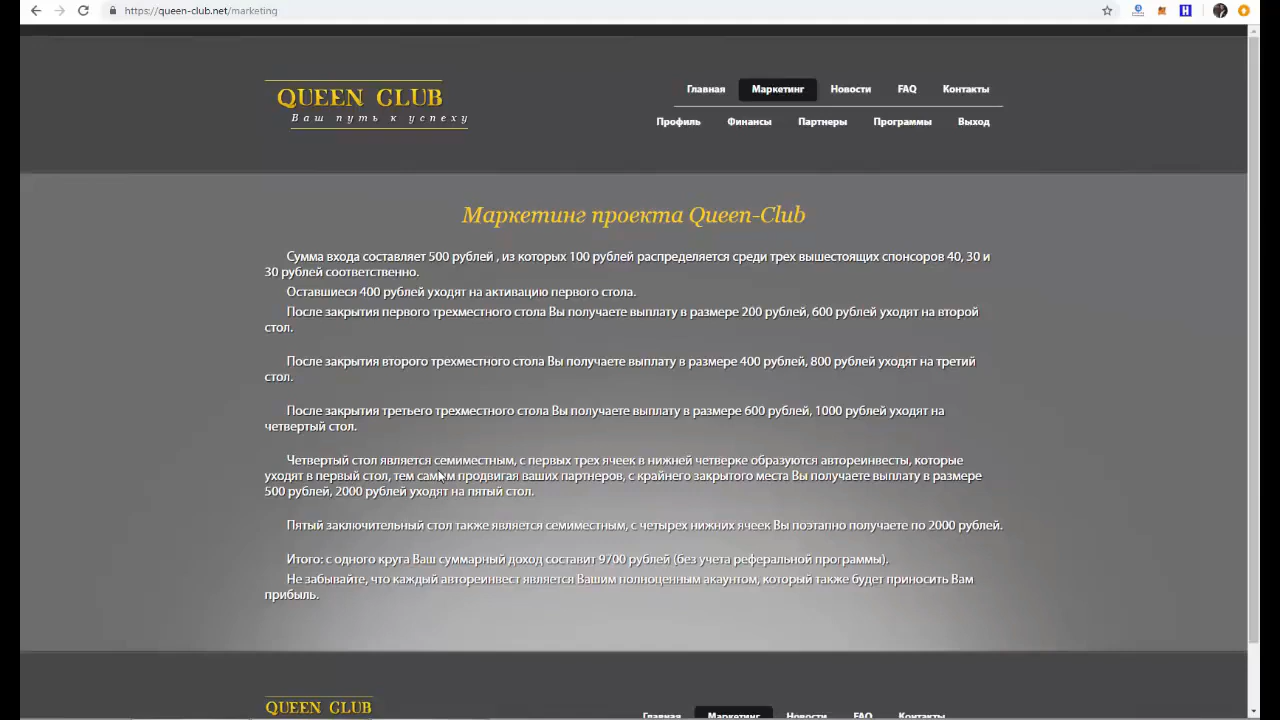 https://queen-club.net/marketing
QUEEN CLUB
Ваш путь к успеху
Главная Маркетинг Новости FAQ Контакты
Профиль Финансы Партнеры Программы Выход
Маркетинг проекта Queen-Club
Сумма входа составляет 500 рублей , из которых 100 рублей распределяется среди трех вышестоящих спонсоров 40, 30 и
30 рублей соответственно.
Оставшиеся 400 рублей уходят на активацию первого стола.
После закрытия первого трехместного стола Вы получаете выплату в размере 200 рублей, 600 рублей уходят на второй
стол.
После закрытия второго трехместного стола Вы получаете выплату в размере 400 рублей, 800 рублей уходят на третий
стол.
После закрытия третьего трехместного стола Вы получаете выплату в размере 600 рублей, 1000 рублей уходят на
четвертый стол.
Четвертый стол является семиместным, с первых трех ячеек в нижней четверке образуются автореинвесты, которые
уходят в первый стол, тем самым продвигая ваших партнеров, с крайнего закрытого места Вы получаете выплату в размере
500 рублей, 2000 рублей уходят на пятый стол.
Пятый заключительный стол также является семиместным, с четырех нижних ячеек Вы поэтапно получаете по 2000 рублей.
Итого: с одного круга Ваш суммарный доход составит 9700 рублей (без учета реферальной программы).
Не забывайте, что каждый автореинвест является Вашим полноценным акаунтом, который также будет приносить Вам
прибыль.
QUEEN CLUB
Главная Маркетинг Новости FAQ Контакты